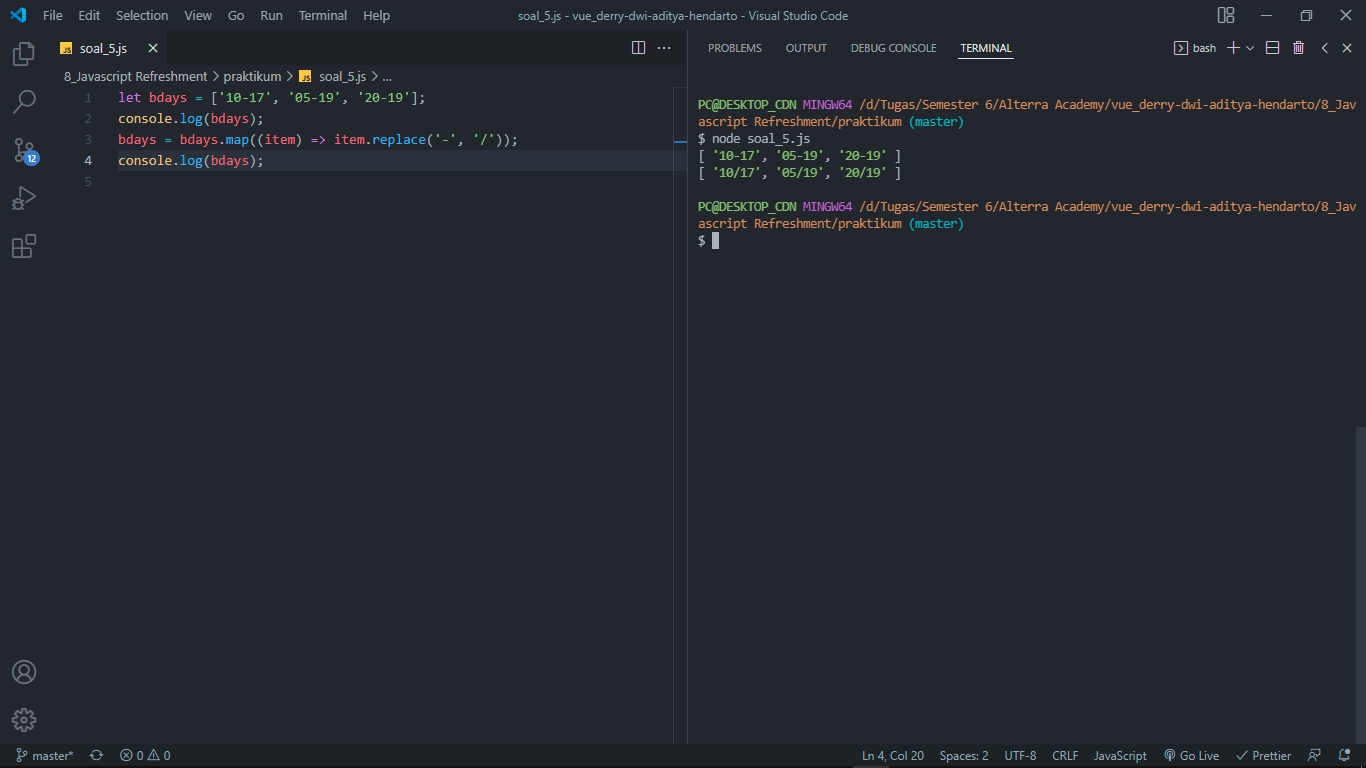 File Edit Selection View Go Run Terminal Help soal_5.js - vue_derry-dwi-aditya-hendarto - Visual Studio Code
JS soal_5.js
8_Javascript Refreshment > praktikum > JS soal_5.js > ...
1 let bdays = ['10-17', '05-19', '20-19'];
2 console.log(bdays);
3 bdays = bdays.map((item) => item.replace('-', '/'));
4 console.log(bdays);
5
12
PROBLEMS OUTPUT DEBUG CONSOLE TERMINAL bash
PC@DESKTOP_CDN MINGW64 /d/Tugas/Semester 6/Alterra Academy/vue_derry-dwi-aditya-hendarto/8_Jav
ascript Refreshment/praktikum (master)
$ node soal_5.js
[ '10-17', '05-19', '20-19' ]
[ '10/17', '05/19', '20/19' ]
PC@DESKTOP_CDN MINGW64 /d/Tugas/Semester 6/Alterra Academy/vue_derry-dwi-aditya-hendarto/8_Jav
ascript Refreshment/praktikum (master)
$
master* 0 0 Ln 4, Col 20 Spaces: 2 UTF-8 CRLF JavaScript Go Live Prettier